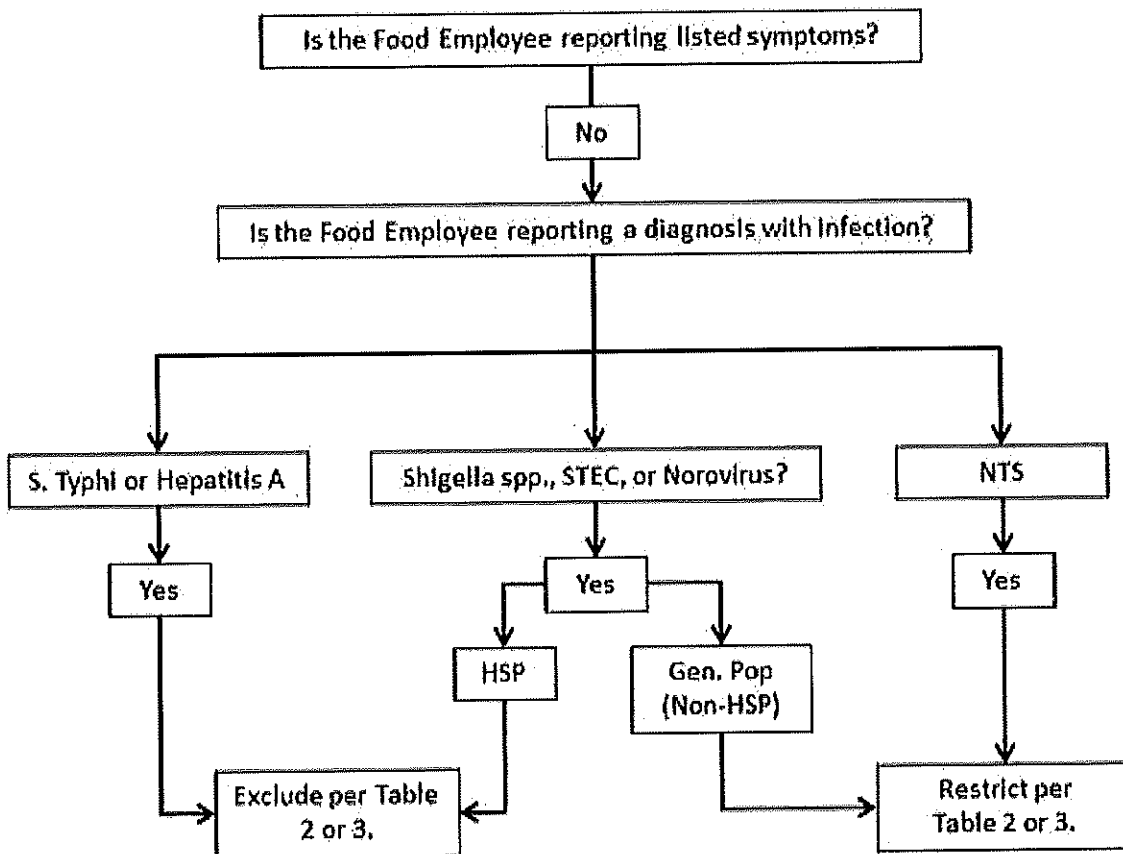 Is the Food Employee reporting listed symptoms?
No
Is the Food Employee reporting a diagnosis with infection?
S. Typhi or Hepatitis A
Shigella spp., STEC, or Norovirus?
NTS
Yes
Yes
Yes
HSP
Gen. Pop
(Non-HSP)
Exclude per Table
2 or 3.
Restrict per
Table 2 or 3.